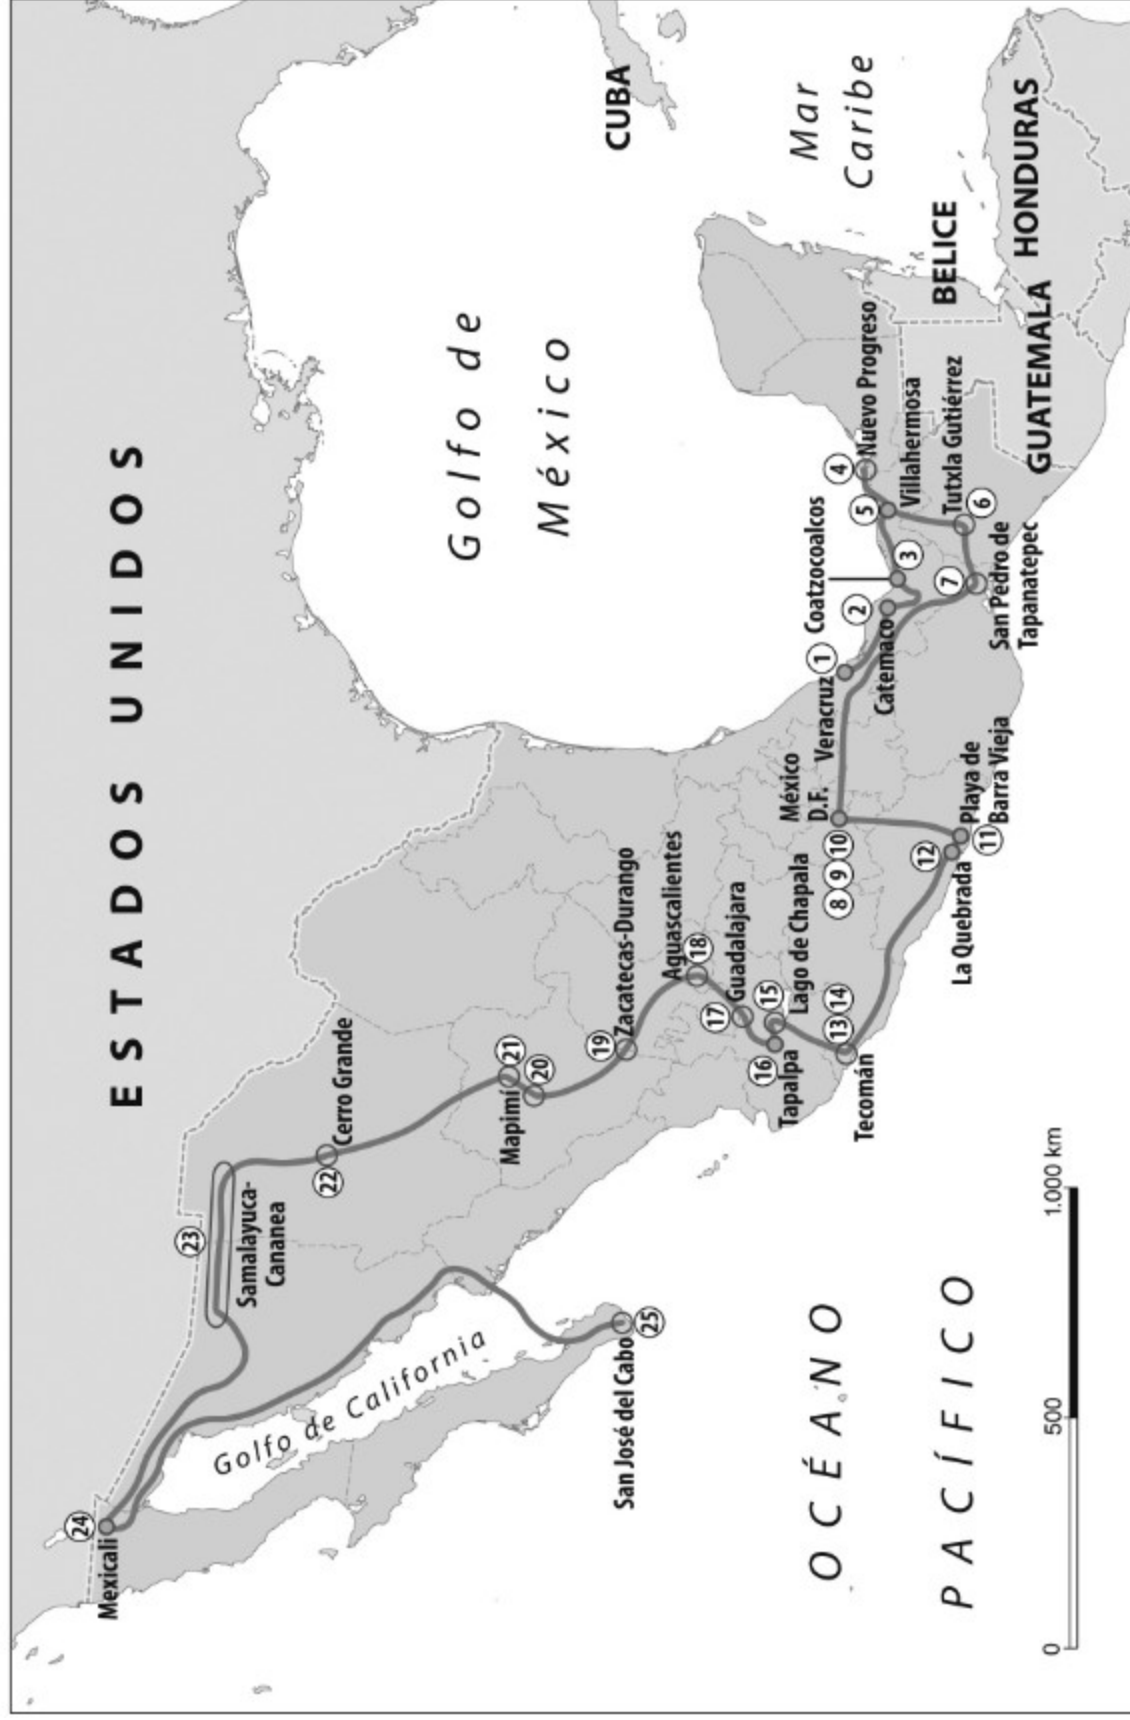 ESTADOS UNIDOS
Golfo de
México
CUBA
Mar
Caribe
BELICE
GUATEMALA
HONDURAS
OCÉANO
PACÍFICO
Golfo de California
1
Veracruz
2
Catemaco
3
Coatzocoalcos
4
Nuevo Progreso
5
Villahermosa
6
Tutxla Gutiérrez
7
San Pedro de
Tapanatepec
8 9 10
México
D.F.
11
Playa de
Barra Vieja
12
La Quebrada
13 14
Tecomán
15
Lago de Chapala
16
Tapalpa
17
Guadalajara
18
Aguascalientes
19
Zacatecas-Durango
20
21
Mapimí
22
Cerro Grande
23
Samalayuca-
Cananea
24
Mexicali
25
San José del Cabo
0 500 1.000 km